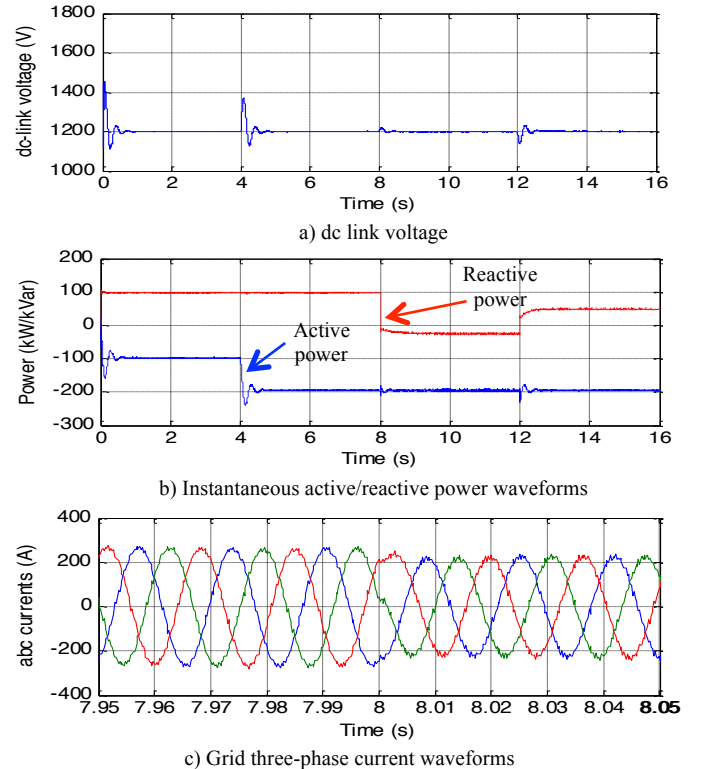 dc-link voltage (V)
1800
1600
1400
1200
1000
0 2 4 6 8 10 12 14 16
Time (s)
a) dc link voltage
Power (kW/kVar)
200
100
0
-100
-200
-300
Reactive
power
Active
power
0 2 4 6 8 10 12 14 16
Time (s)
b) Instantaneous active/reactive power waveforms
abc currents (A)
400
200
0
-200
-400
7.95 7.96 7.97 7.98 7.99 8 8.01 8.02 8.03 8.04 8.05
Time (s)
c) Grid three-phase current waveforms